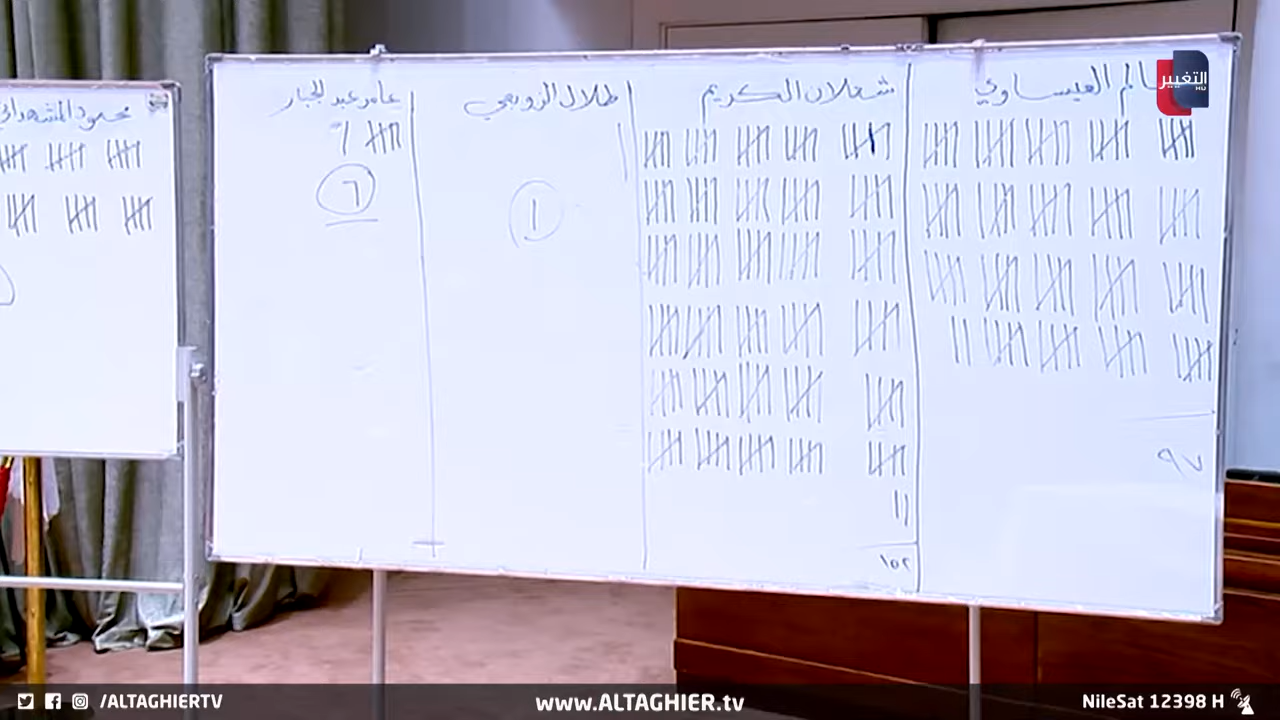 سالم العيساوي
٩٧
شعلان الكريم
١٥٢
طلال الزوبعي
1
عامر عبد الجبار
٦
محمود المشهداني
التغيير
/ALTAGHIERTV
www.ALTAGHIER.tv
NileSat 12398 H